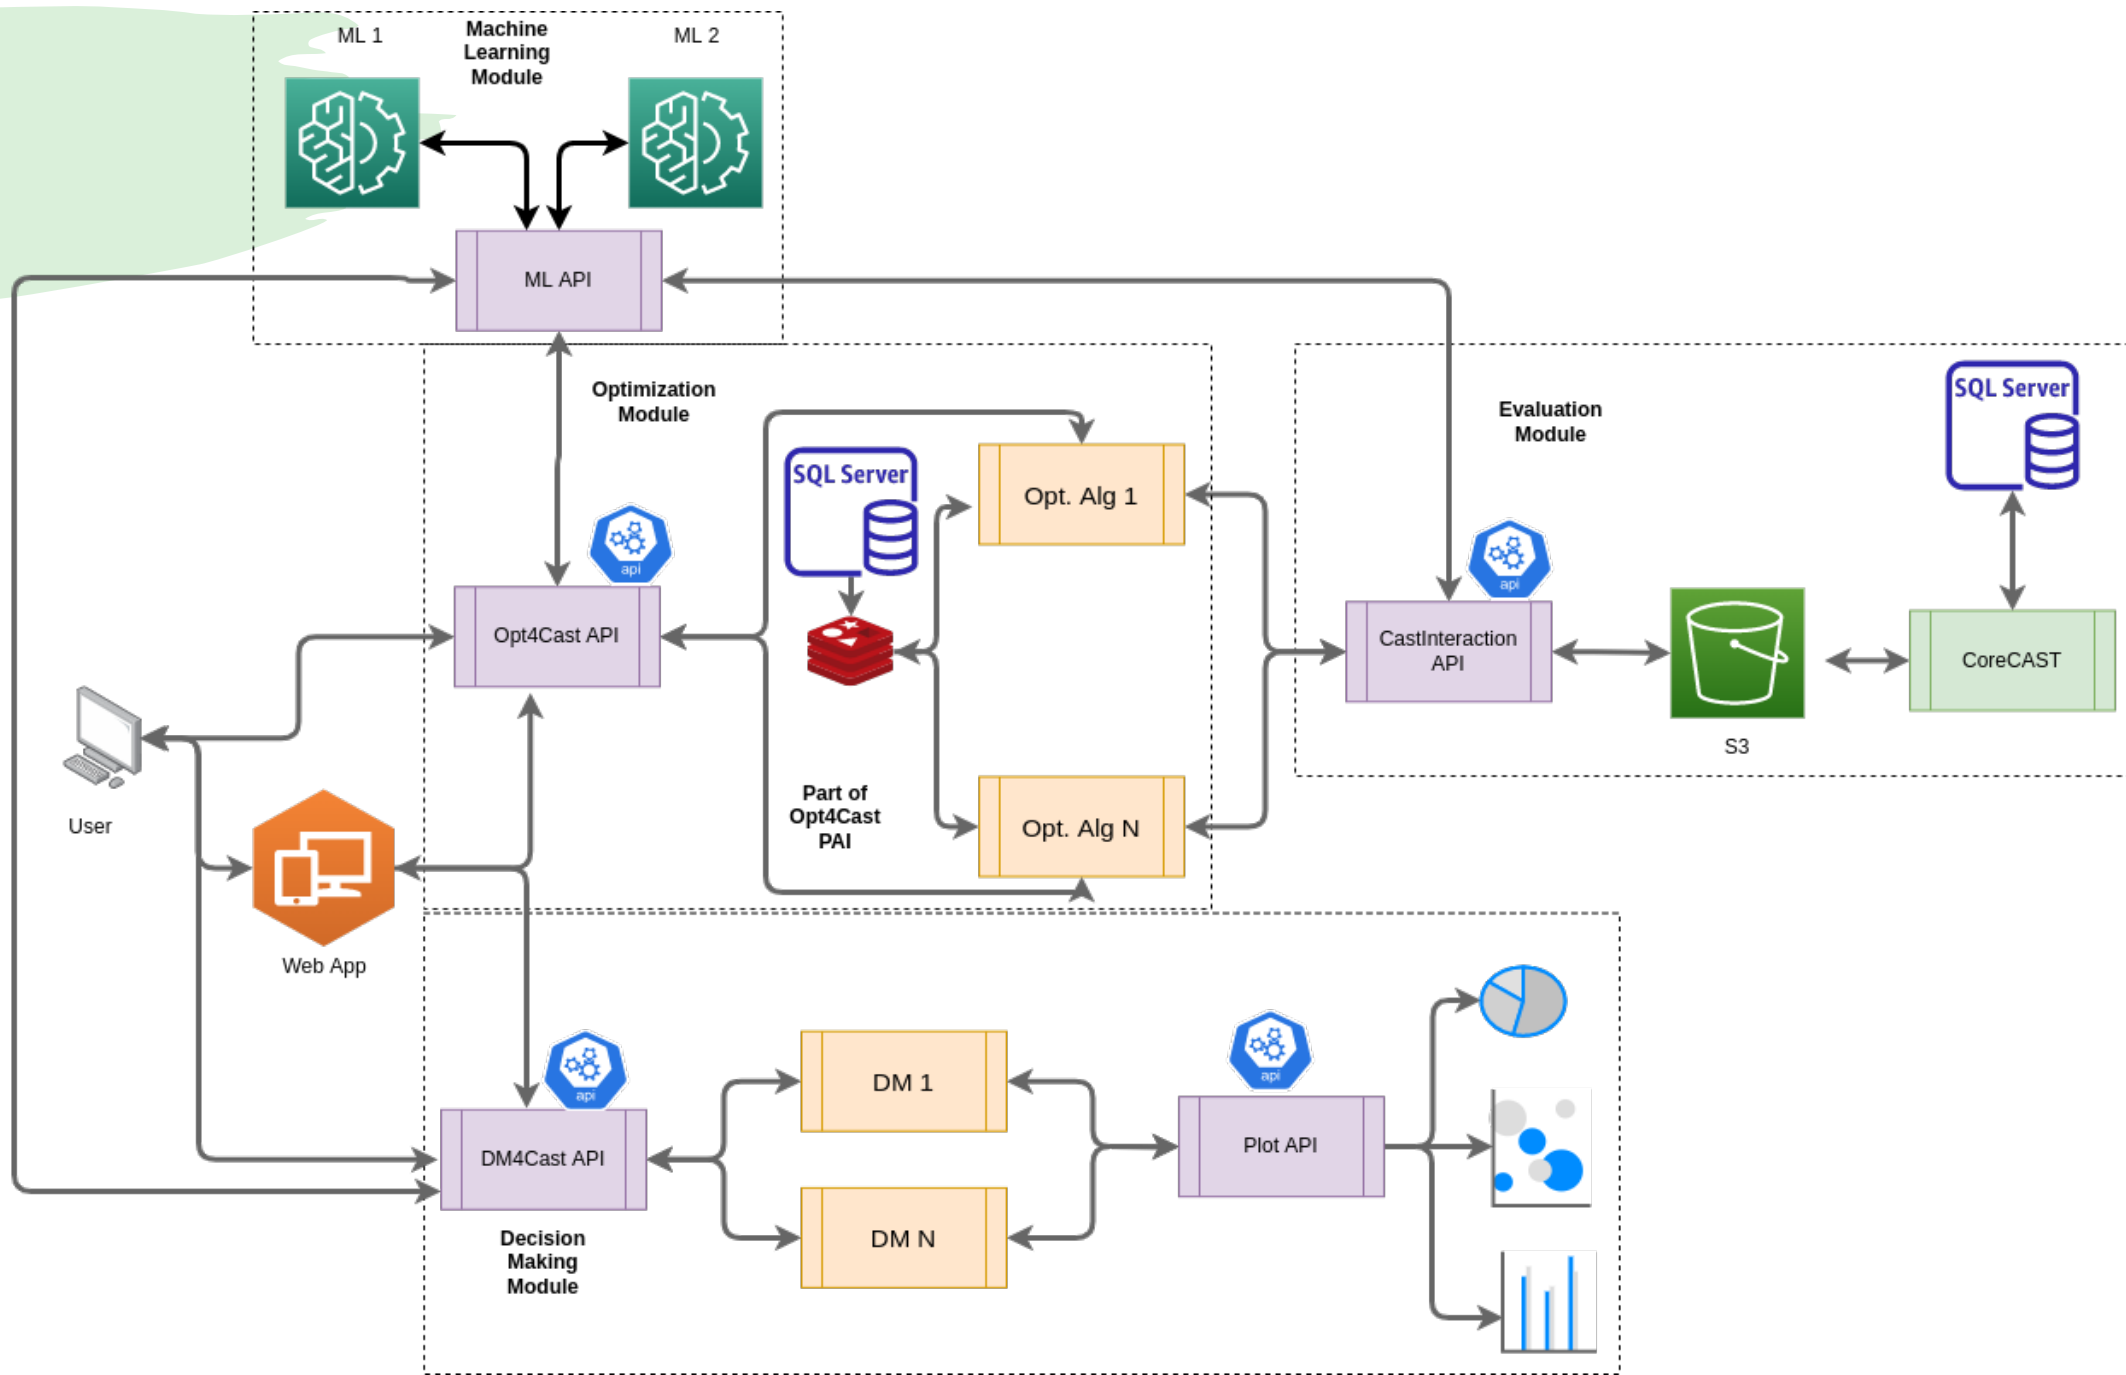 ML 1
Machine
Learning
Module
ML 2
ML API
Optimization
Module
SQL Server
Opt. Alg 1
api
Opt4Cast API
Part of
Opt4Cast
PAI
Opt. Alg N
Evaluation
Module
SQL Server
api
CastInteraction
API
S3
CoreCAST
User
Web App
api
DM4Cast API
Decision
Making
Module
DM 1
DM N
api
Plot API